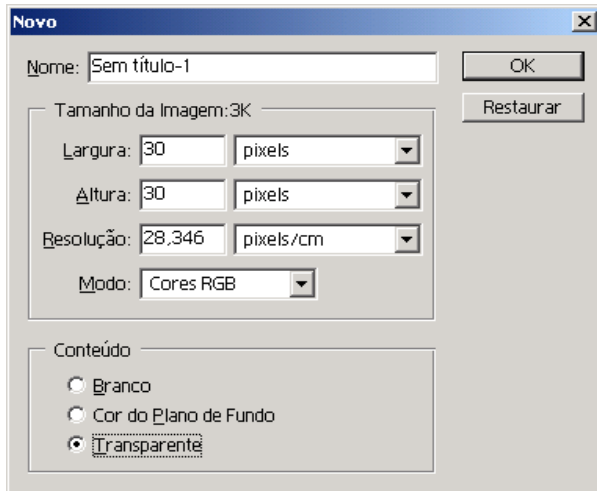 Novo
Nome: Sem título-1
OK
Tamanho da Imagem:3K
Restaurar
Largura: 30 pixels
Altura: 30 pixels
Resolução: 28,346 pixels/cm
Modo: Cores RGB
Conteúdo
Branco
Cor do Plano de Fundo
Transparente